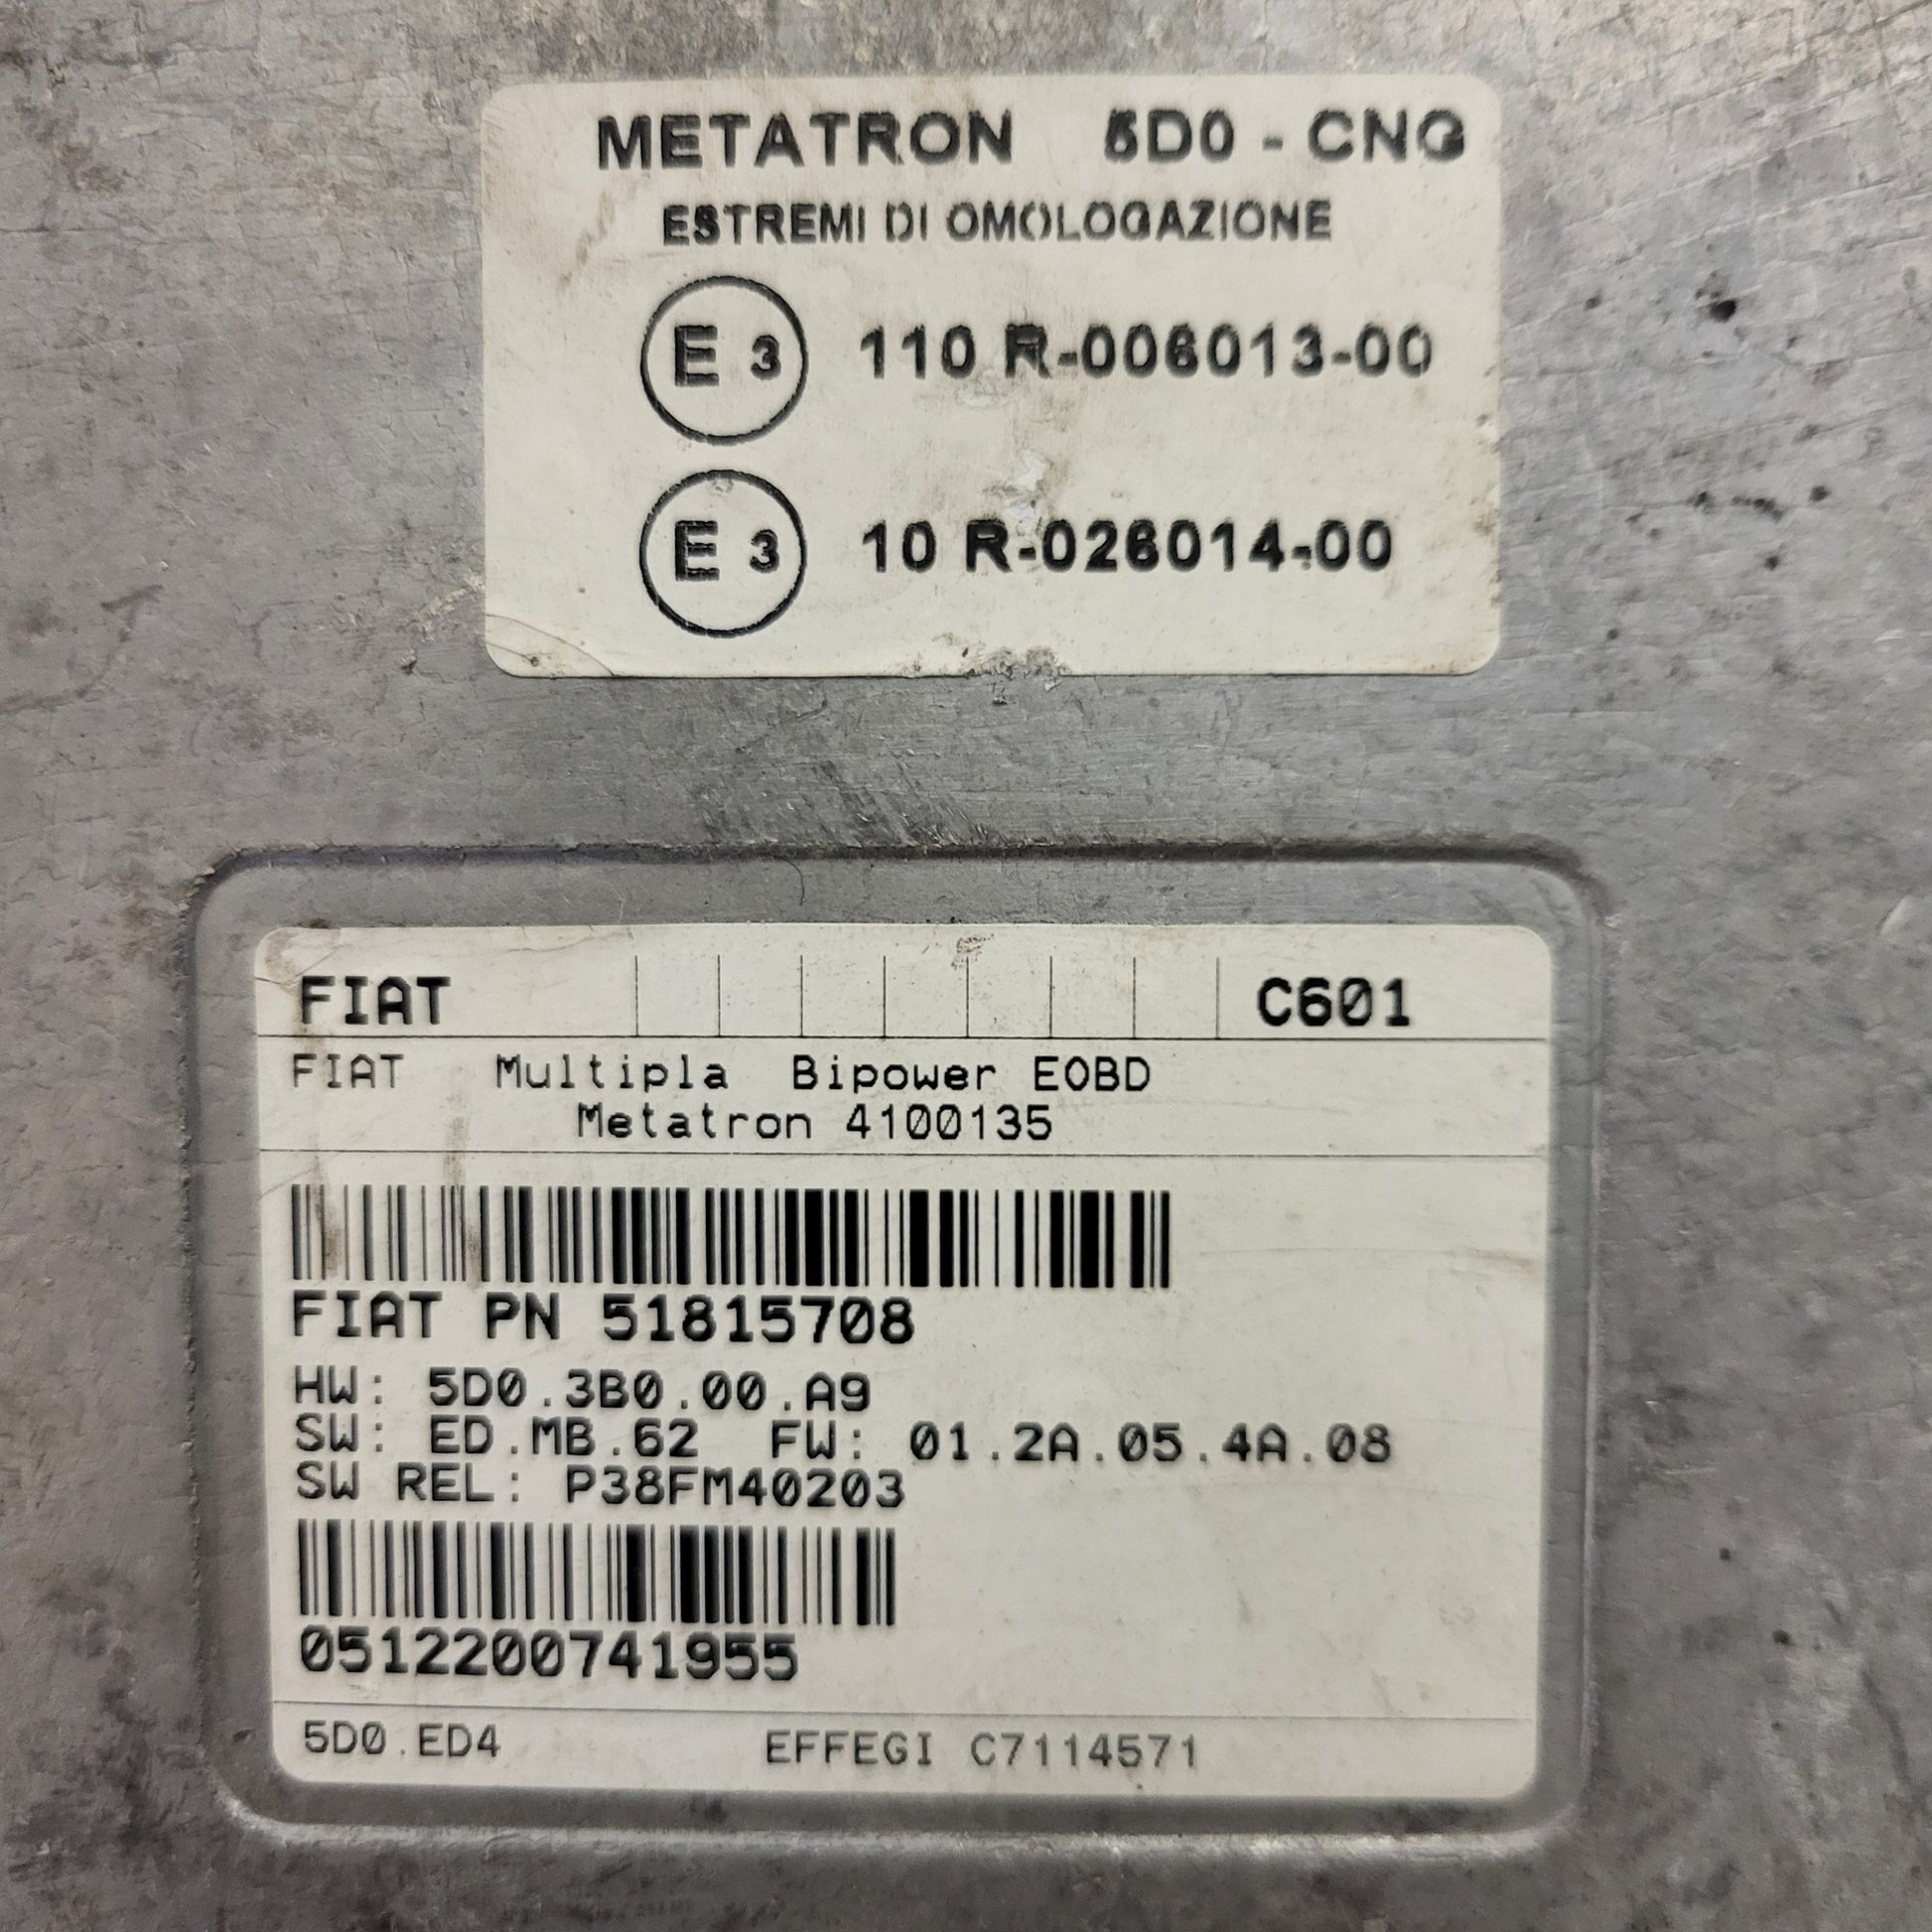 METATRON 5D0 - CNG
ESTREMI DI OMOLOGAZIONE
E 3 110 R-006013-00
E 3 10 R-026014-00
FIAT C601
FIAT Multipla Bipower EOBD
Metatron 4100135
FIAT PN 51815708
HW: 5D0.3B0.00.A9
SW: ED.MB.62 FW: 01.2A.05.4A.08
SW REL: P38FM40203
0512200741955
5D0.ED4 EFFEGI C7114571